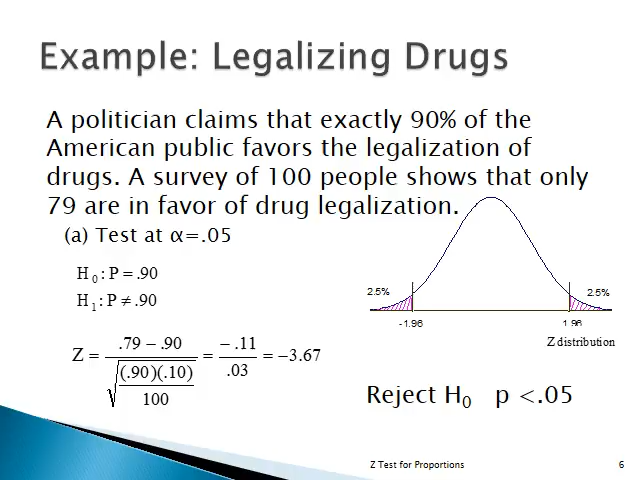 Example: Legalizing Drugs
A politician claims that exactly 90% of the
American public favors the legalization of
drugs. A survey of 100 people shows that only
79 are in favor of drug legalization.
(a) Test at α=.05
H₀ : P = .90
H₁ : P ≠ .90
Z = (.79 − .90) / √((.90)(.10) / 100) = −.11 / .03 = −3.67
2.5% 2.5%
-1.96 1.96
Z distribution
Reject H₀ p <.05
Z Test for Proportions 6